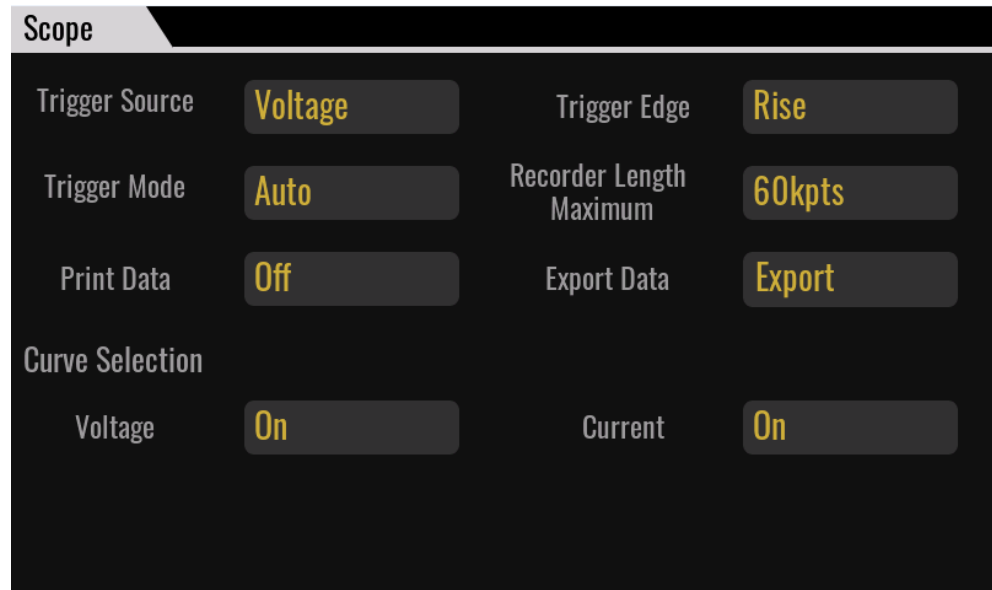 Scope
Trigger Source Voltage Trigger Edge Rise
Trigger Mode Auto Recorder Length Maximum 60kpts
Print Data Off Export Data Export
Curve Selection
Voltage On Current On